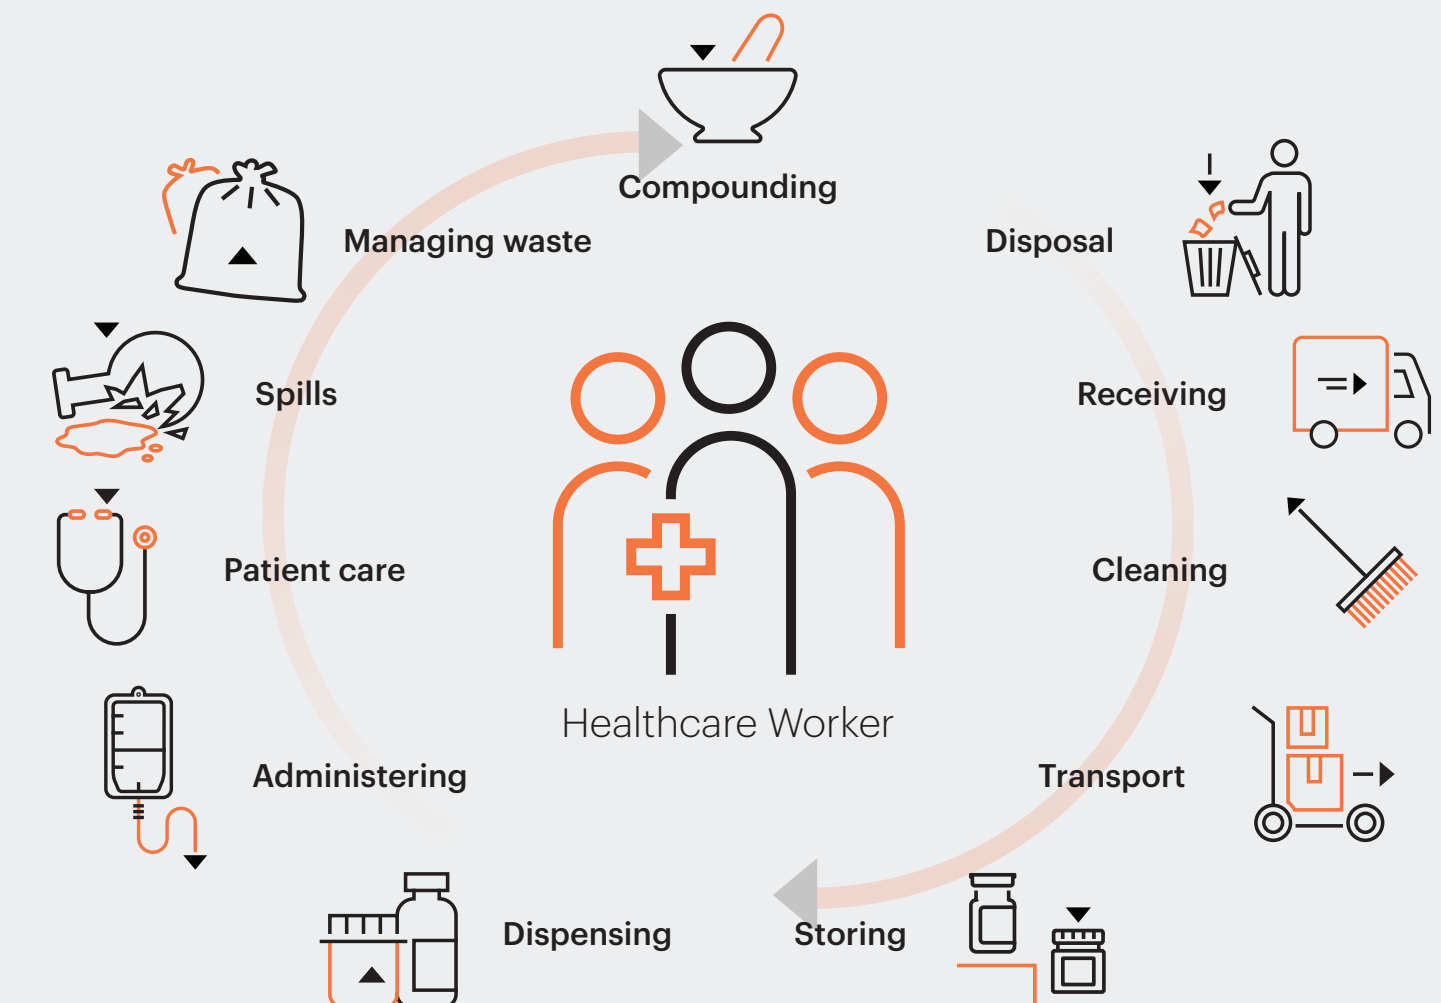 Compounding
Managing waste
Disposal
Spills
Receiving
Patient care
Cleaning
Healthcare Worker
Administering
Transport
Dispensing
Storing